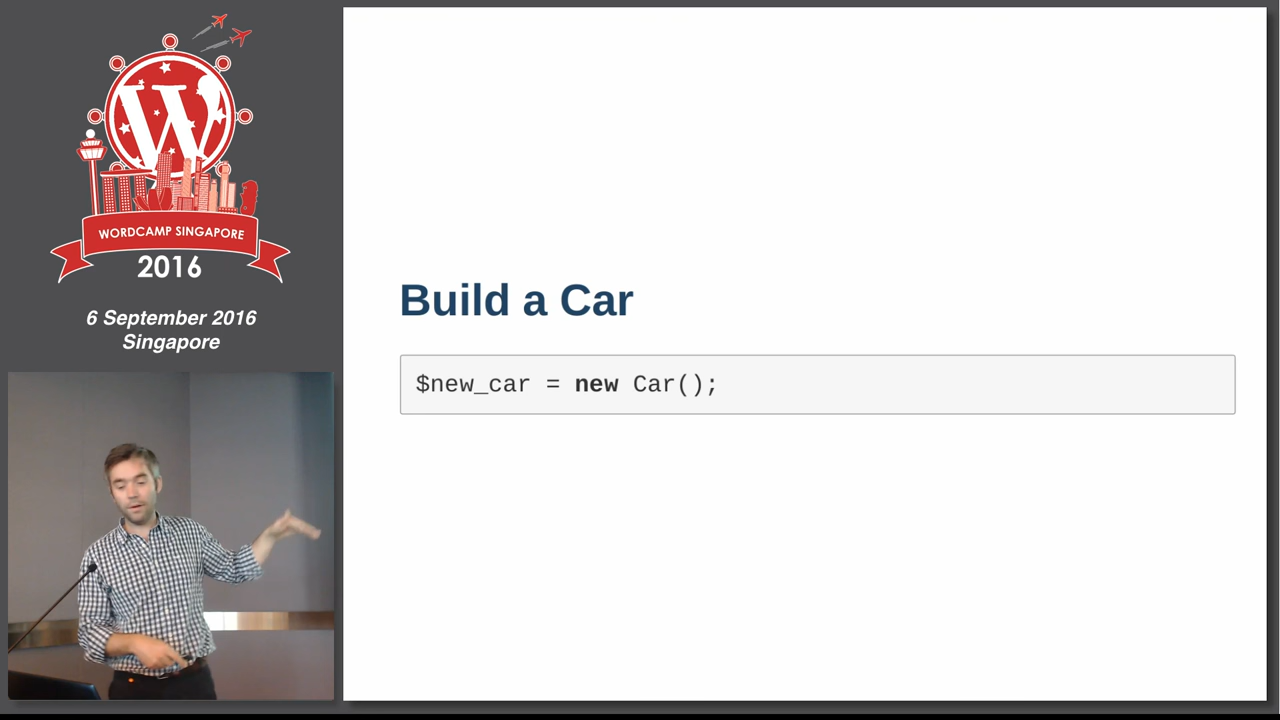 W
WORDCAMP SINGAPORE
2016
6 September 2016
Singapore
Build a Car
$new_car = new Car();